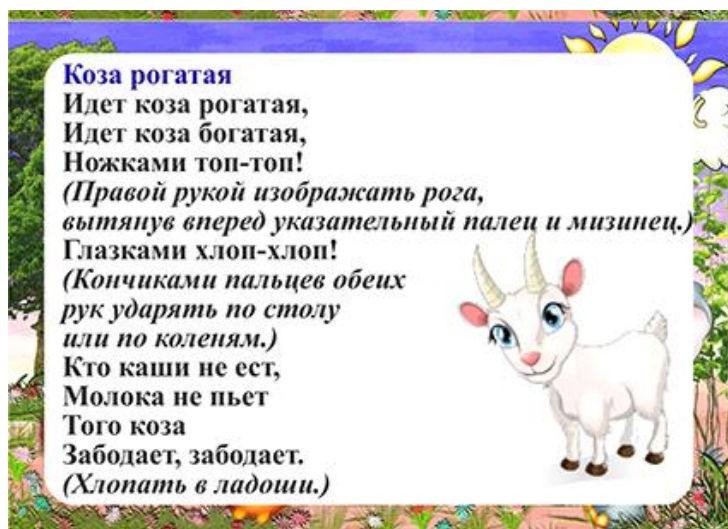 Коза рогатая
Идет коза рогатая,
Идет коза богатая,
Ножками топ-топ!
(Правой рукой изображать рога,
вытянув вперед указательный палец и мизинец.)
Глазками хлоп-хлоп!
(Кончиками пальцев обеих
рук ударять по столу
или по коленям.)
Кто каши не ест,
Молока не пьет
Того коза
Забодает, забодает.
(Хлопать в ладоши.)